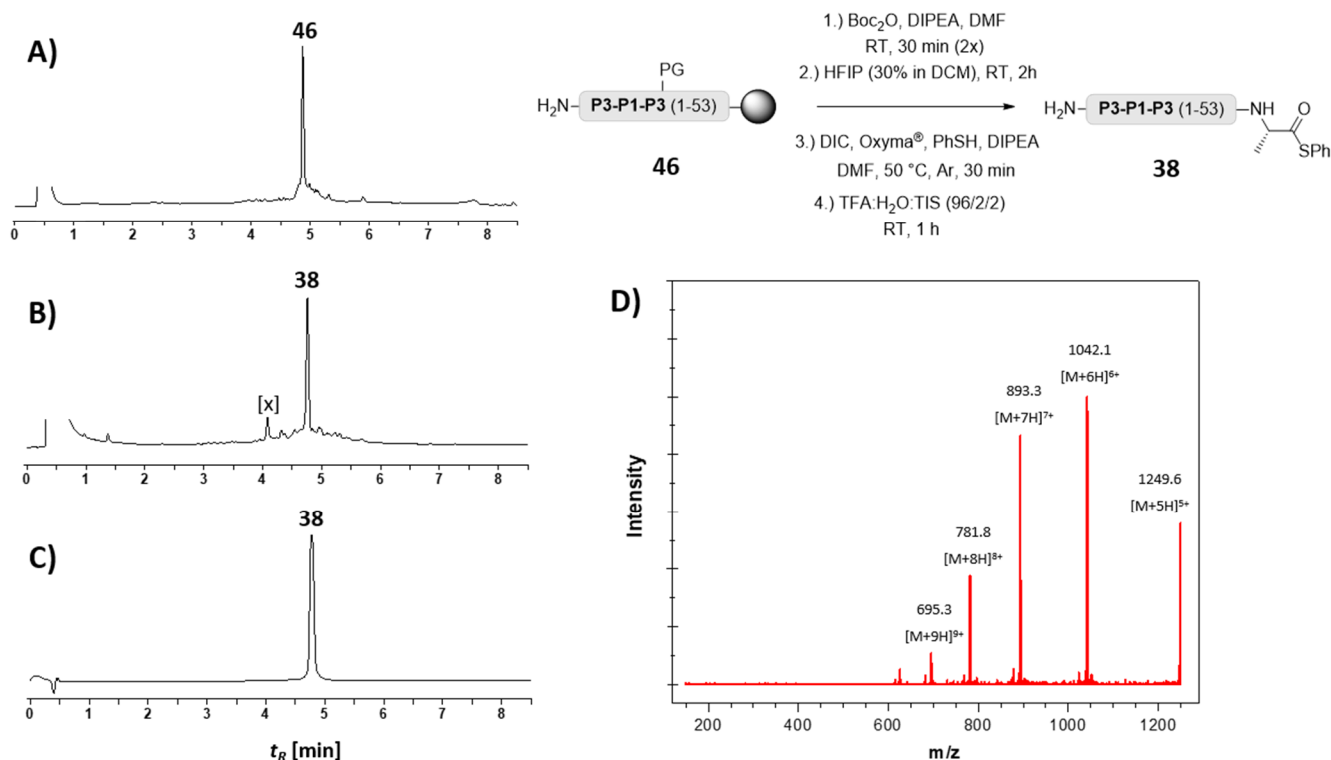 A)
46
0 1 2 3 4 5 6 7 8
PG
H₂N P3-P1-P3 (1-53)
46
1.) Boc₂O, DIPEA, DMF
RT, 30 min (2x)
2.) HFIP (30% in DCM), RT, 2h
3.) DIC, Oxyma®, PhSH, DIPEA
DMF, 50 °C, Ar, 30 min
4.) TFA:H₂O:TIS (96/2/2)
RT, 1 h
H₂N P3-P1-P3 (1-53) NH O
SPh
38
B)
38
[x]
0 1 2 3 4 5 6 7 8
C)
38
0 1 2 3 4 5 6 7 8
t_R [min]
D)
Intensity
695.3
[M+9H]⁹⁺
781.8
[M+8H]⁸⁺
893.3
[M+7H]⁷⁺
1042.1
[M+6H]⁶⁺
1249.6
[M+5H]⁵⁺
200 400 600 800 1000 1200
m/z